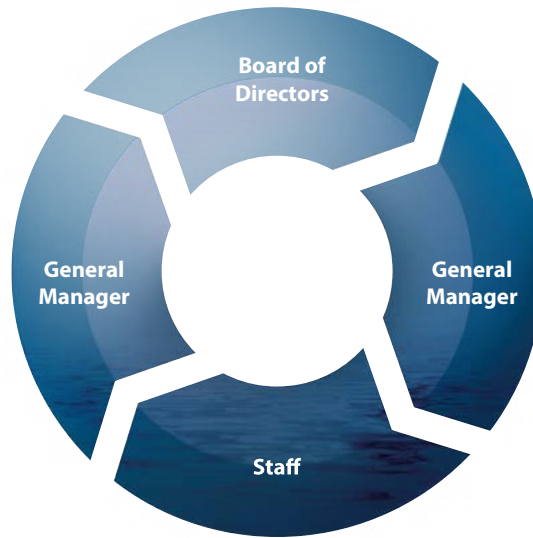 Board of
Directors
General
Manager
General
Manager
Staff